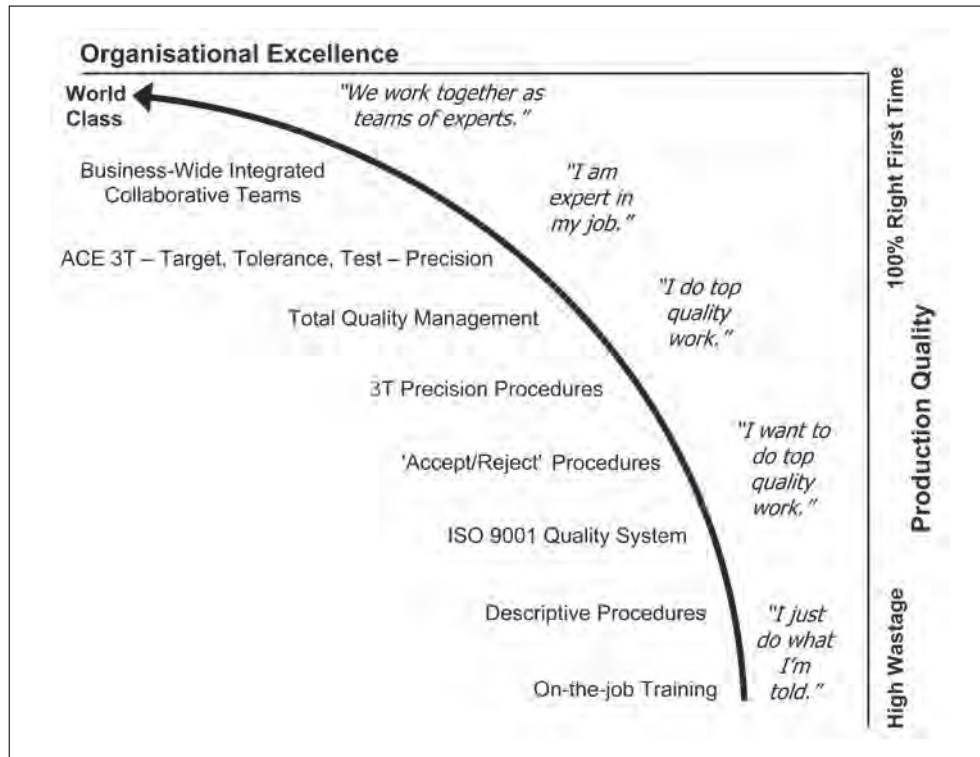 Organisational Excellence
World
Class
"We work together as
teams of experts."
Business-Wide Integrated
Collaborative Teams
"I am
expert in
my job."
ACE 3T – Target, Tolerance, Test – Precision
"I do top
quality
work."
Total Quality Management
3T Precision Procedures
"I want to
do top
quality
work."
'Accept/Reject' Procedures
ISO 9001 Quality System
Descriptive Procedures
"I just
do what
I'm
told."
On-the-job Training
100% Right First Time
Production Quality
High Wastage